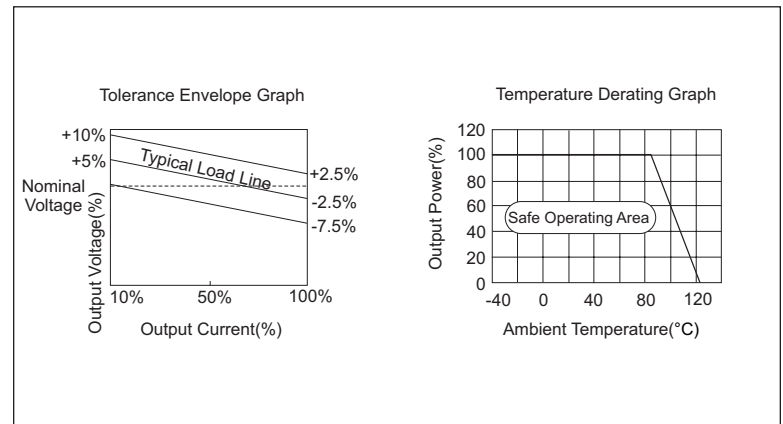 Tolerance Envelope Graph
+10%
+5%
Nominal
Voltage
Output Voltage(%)
Typical Load Line
+2.5%
-2.5%
-7.5%
10%
50%
100%
Output Current(%)
Temperature Derating Graph
Output Power(%)
120
100
80
60
40
20
0
Safe Operating Area
-40
0
40
80
120
Ambient Temperature(°C)